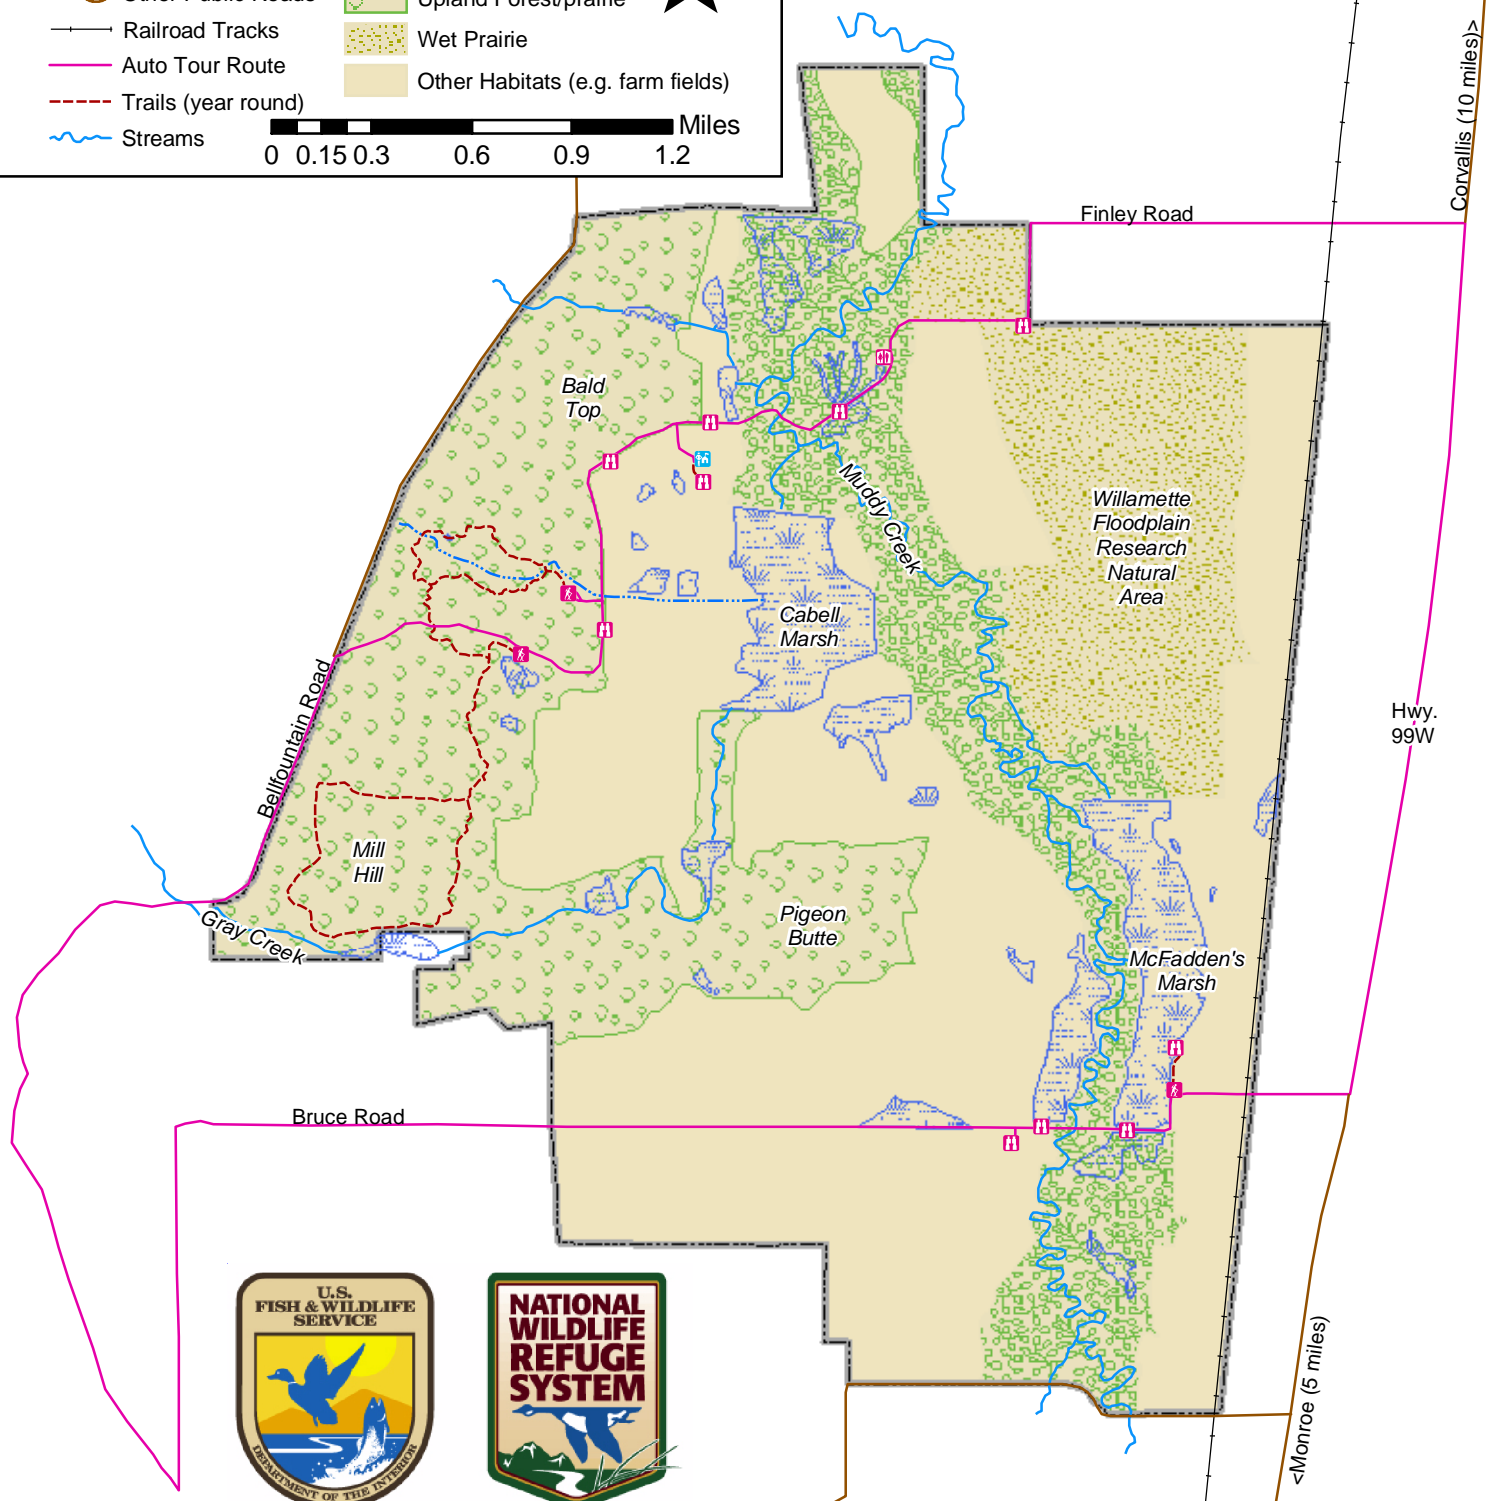 Other Public Roads
Upland Forest/prairie
Railroad Tracks
Wet Prairie
Auto Tour Route
Other Habitats (e.g. farm fields)
Trails (year round)
Streams
Miles
0 0.15 0.3 0.6 0.9 1.2
Corvallis (10 miles)>
Finley Road
Bald
Top
Muddy Creek
Willamette
Floodplain
Research
Natural
Area
Cabell
Marsh
Bellfountain Road
Hwy.
99W
Mill
Hill
Gray Creek
Pigeon
Butte
McFadden's
Marsh
Bruce Road
<Monroe (5 miles)
U.S.
FISH & WILDLIFE
SERVICE
DEPARTMENT OF THE INTERIOR
NATIONAL
WILDLIFE
REFUGE
SYSTEM